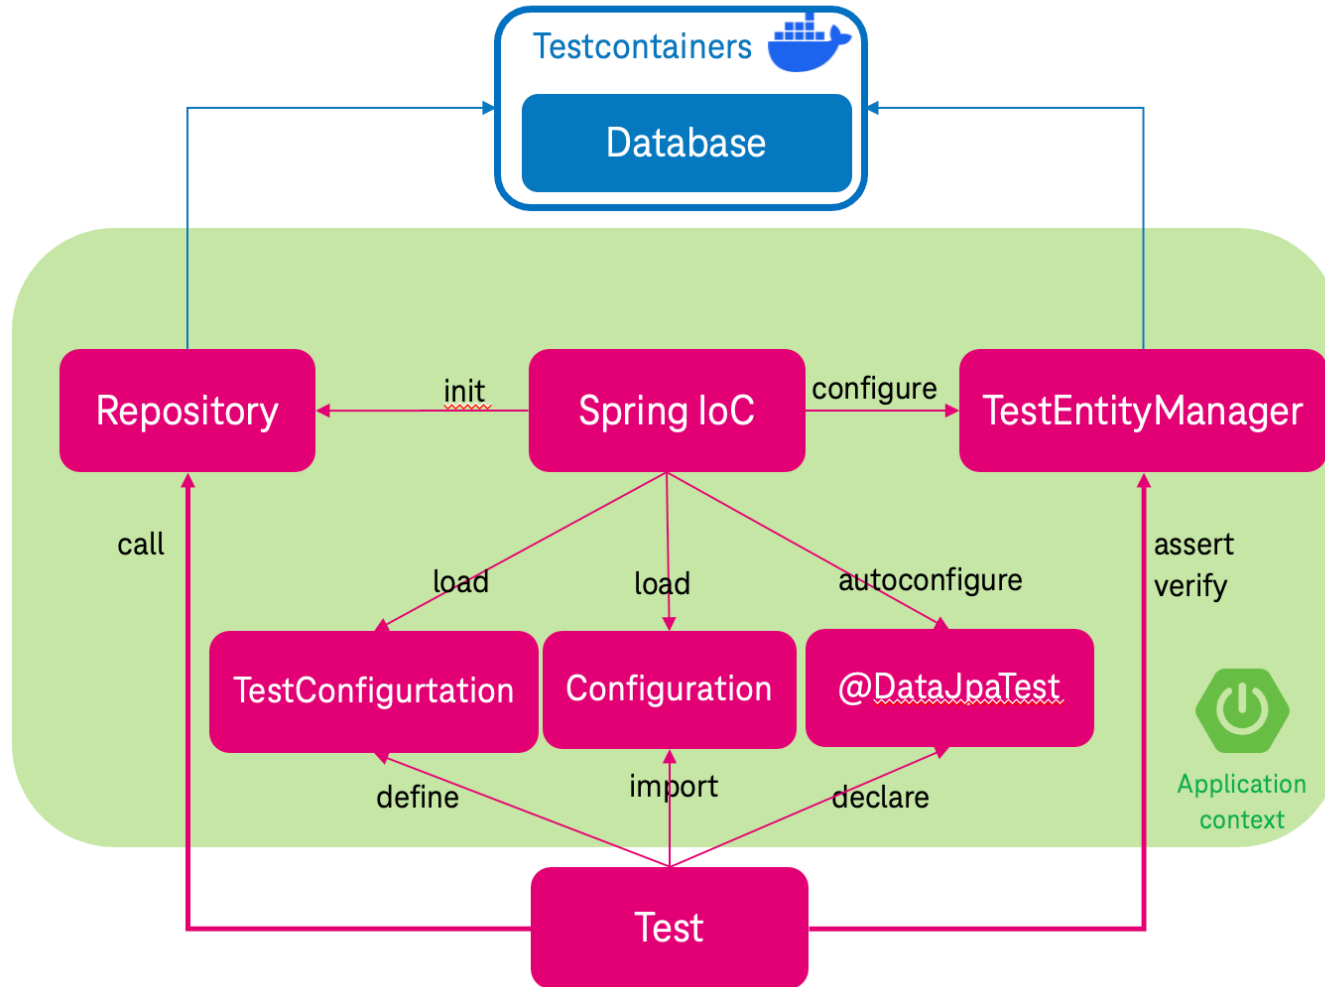 Testcontainers
Database
Repository
init
Spring IoC
configure
TestEntityManager
call
assert
verify
load
load
autoconfigure
TestConfigurtation
Configuration
@DataJpaTest
define
import
declare
Application
context
Test